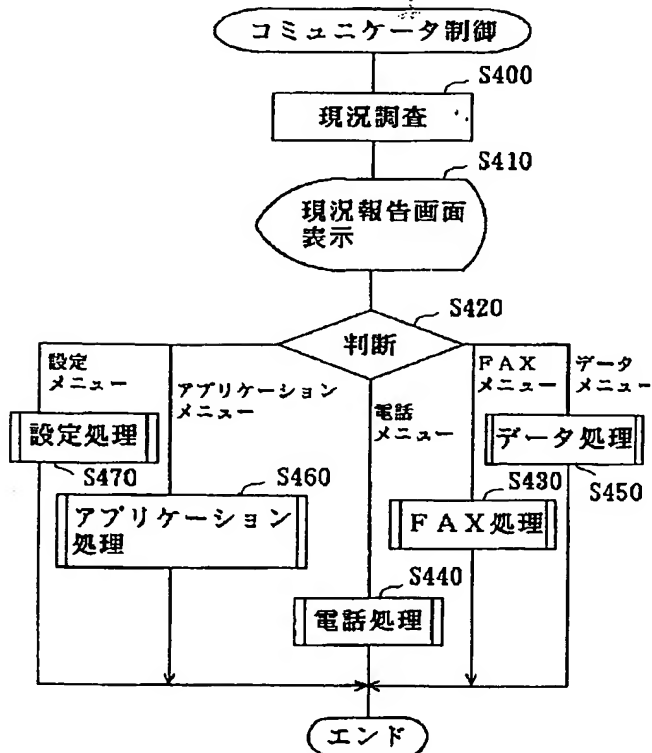 コミュニケータ制御
S400
現況調査
S410
現況報告画面
表示
S420
判断
設定
メニュー
アプリケーション
メニュー
電話
メニュー
FAX
メニュー
データ
メニュー
設定処理
S470
データ処理
S450
S460
アプリケーション
処理
S430
FAX処理
S440
電話処理
エンド